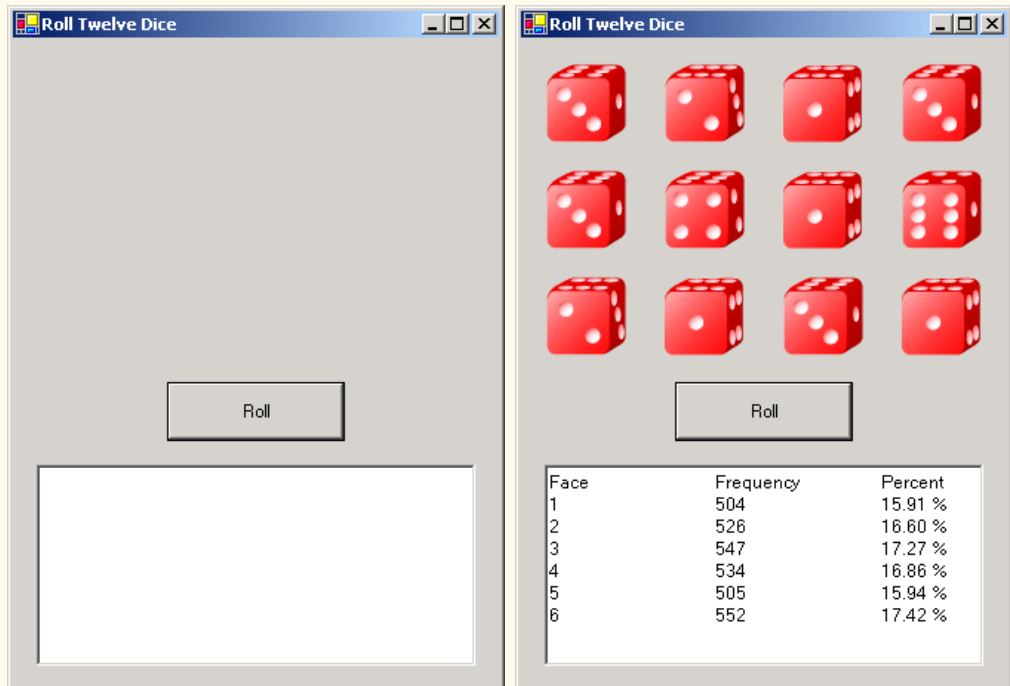 Roll Twelve Dice
Roll
Roll Twelve Dice
Roll
Face Frequency Percent
1 504 15.91 %
2 526 16.60 %
3 547 17.27 %
4 534 16.86 %
5 505 15.94 %
6 552 17.42 %